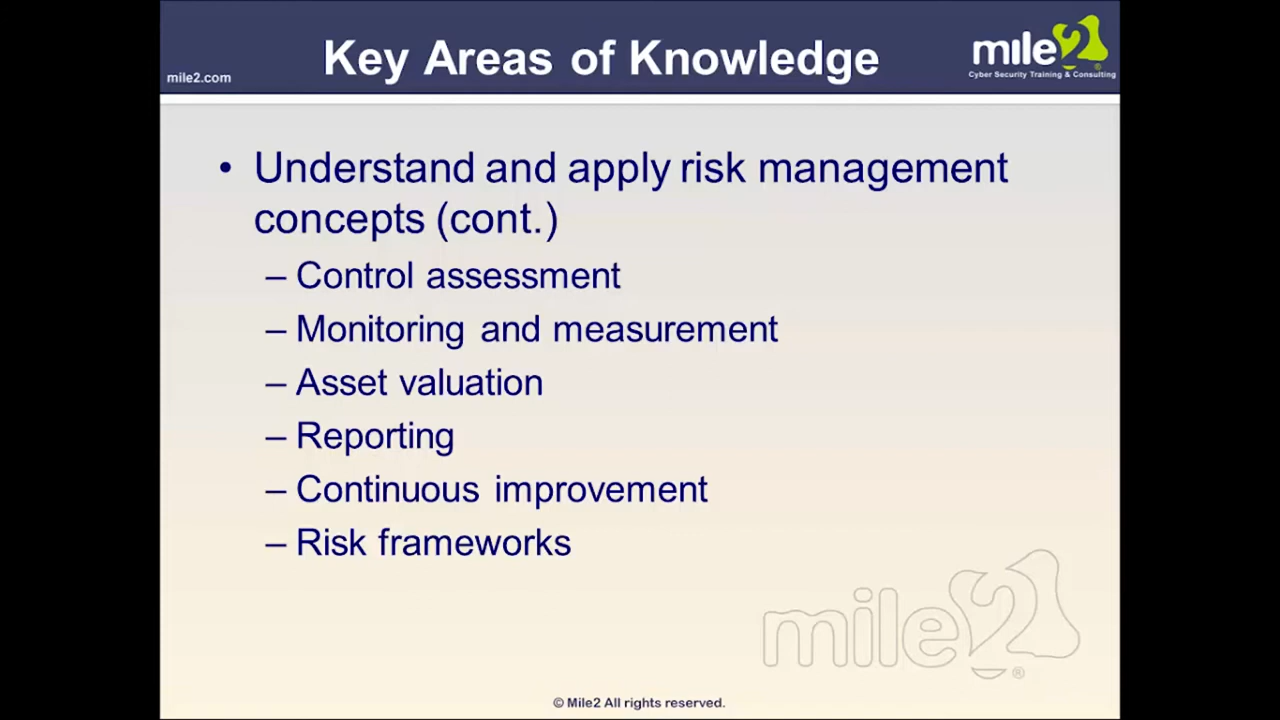 Key Areas of Knowledge
mile2.com
mile2
Cyber Security Training & Consulting
• Understand and apply risk management
concepts (cont.)
– Control assessment
– Monitoring and measurement
– Asset valuation
– Reporting
– Continuous improvement
– Risk frameworks
mile2®
© Mile2 All rights reserved.